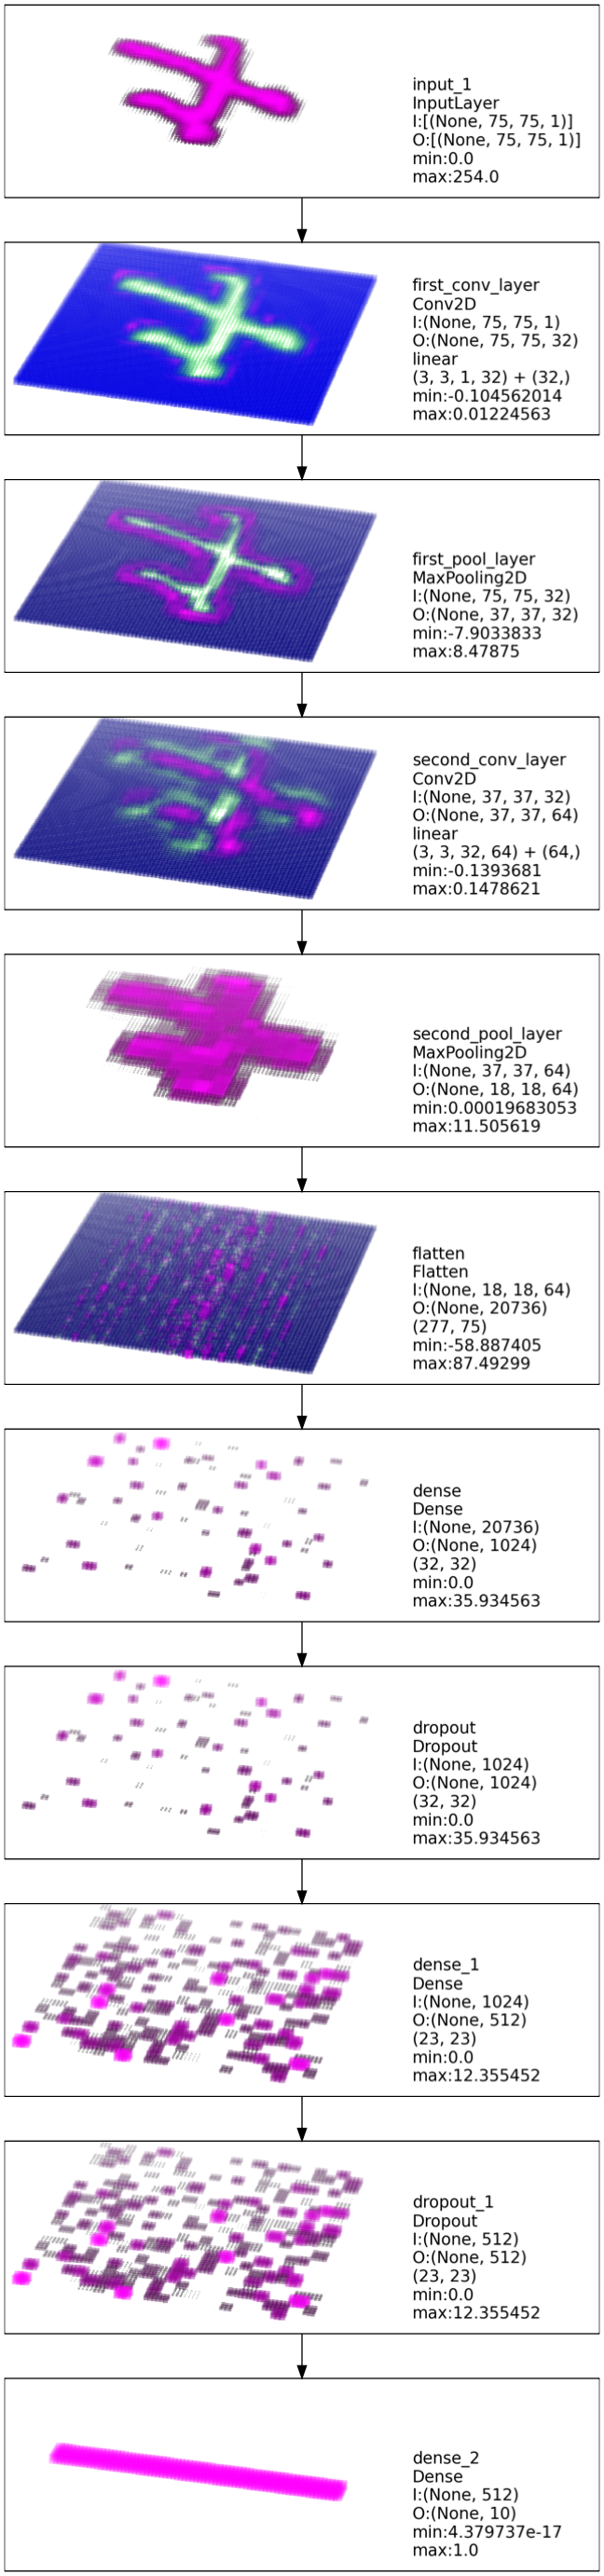 input_1
InputLayer
I:[(None, 75, 75, 1)]
O:[(None, 75, 75, 1)]
min:0.0
max:254.0
first_conv_layer
Conv2D
I:(None, 75, 75, 1)
O:(None, 75, 75, 32)
linear
(3, 3, 1, 32) + (32,)
min:-0.104562014
max:0.01224563
first_pool_layer
MaxPooling2D
I:(None, 75, 75, 32)
O:(None, 37, 37, 32)
min:-7.9033833
max:8.47875
second_conv_layer
Conv2D
I:(None, 37, 37, 32)
O:(None, 37, 37, 64)
linear
(3, 3, 32, 64) + (64,)
min:-0.1393681
max:0.1478621
second_pool_layer
MaxPooling2D
I:(None, 37, 37, 64)
O:(None, 18, 18, 64)
min:0.00019683053
max:11.505619
flatten
Flatten
I:(None, 18, 18, 64)
O:(None, 20736)
(277, 75)
min:-58.887405
max:87.49299
dense
Dense
I:(None, 20736)
O:(None, 1024)
(32, 32)
min:0.0
max:35.934563
dropout
Dropout
I:(None, 1024)
O:(None, 1024)
(32, 32)
min:0.0
max:35.934563
dense_1
Dense
I:(None, 1024)
O:(None, 512)
(23, 23)
min:0.0
max:12.355452
dropout_1
Dropout
I:(None, 512)
O:(None, 512)
(23, 23)
min:0.0
max:12.355452
dense_2
Dense
I:(None, 512)
O:(None, 10)
min:4.379737e-17
max:1.0